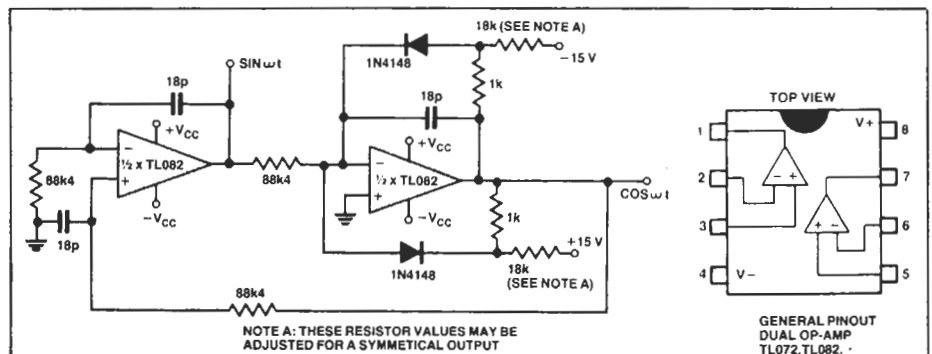 18k (SEE NOTE A)
SIN ωt
1N4148
−15 V
18p
1k
18p
TOP VIEW
+VCC
+VCC
V+
1
8
−
½ x TL082
+
88k4
−
½ x TL082
+
88k4
COS ωt
− +
2
7
−VCC
−VCC
1k
3
+ −
6
18p
+15 V
1N4148
18k
(SEE NOTE A)
4
V−
5
88k4
NOTE A: THESE RESISTOR VALUES MAY BE
ADJUSTED FOR A SYMMETICAL OUTPUT
GENERAL PINOUT
DUAL OP-AMP
TL072,TL082,